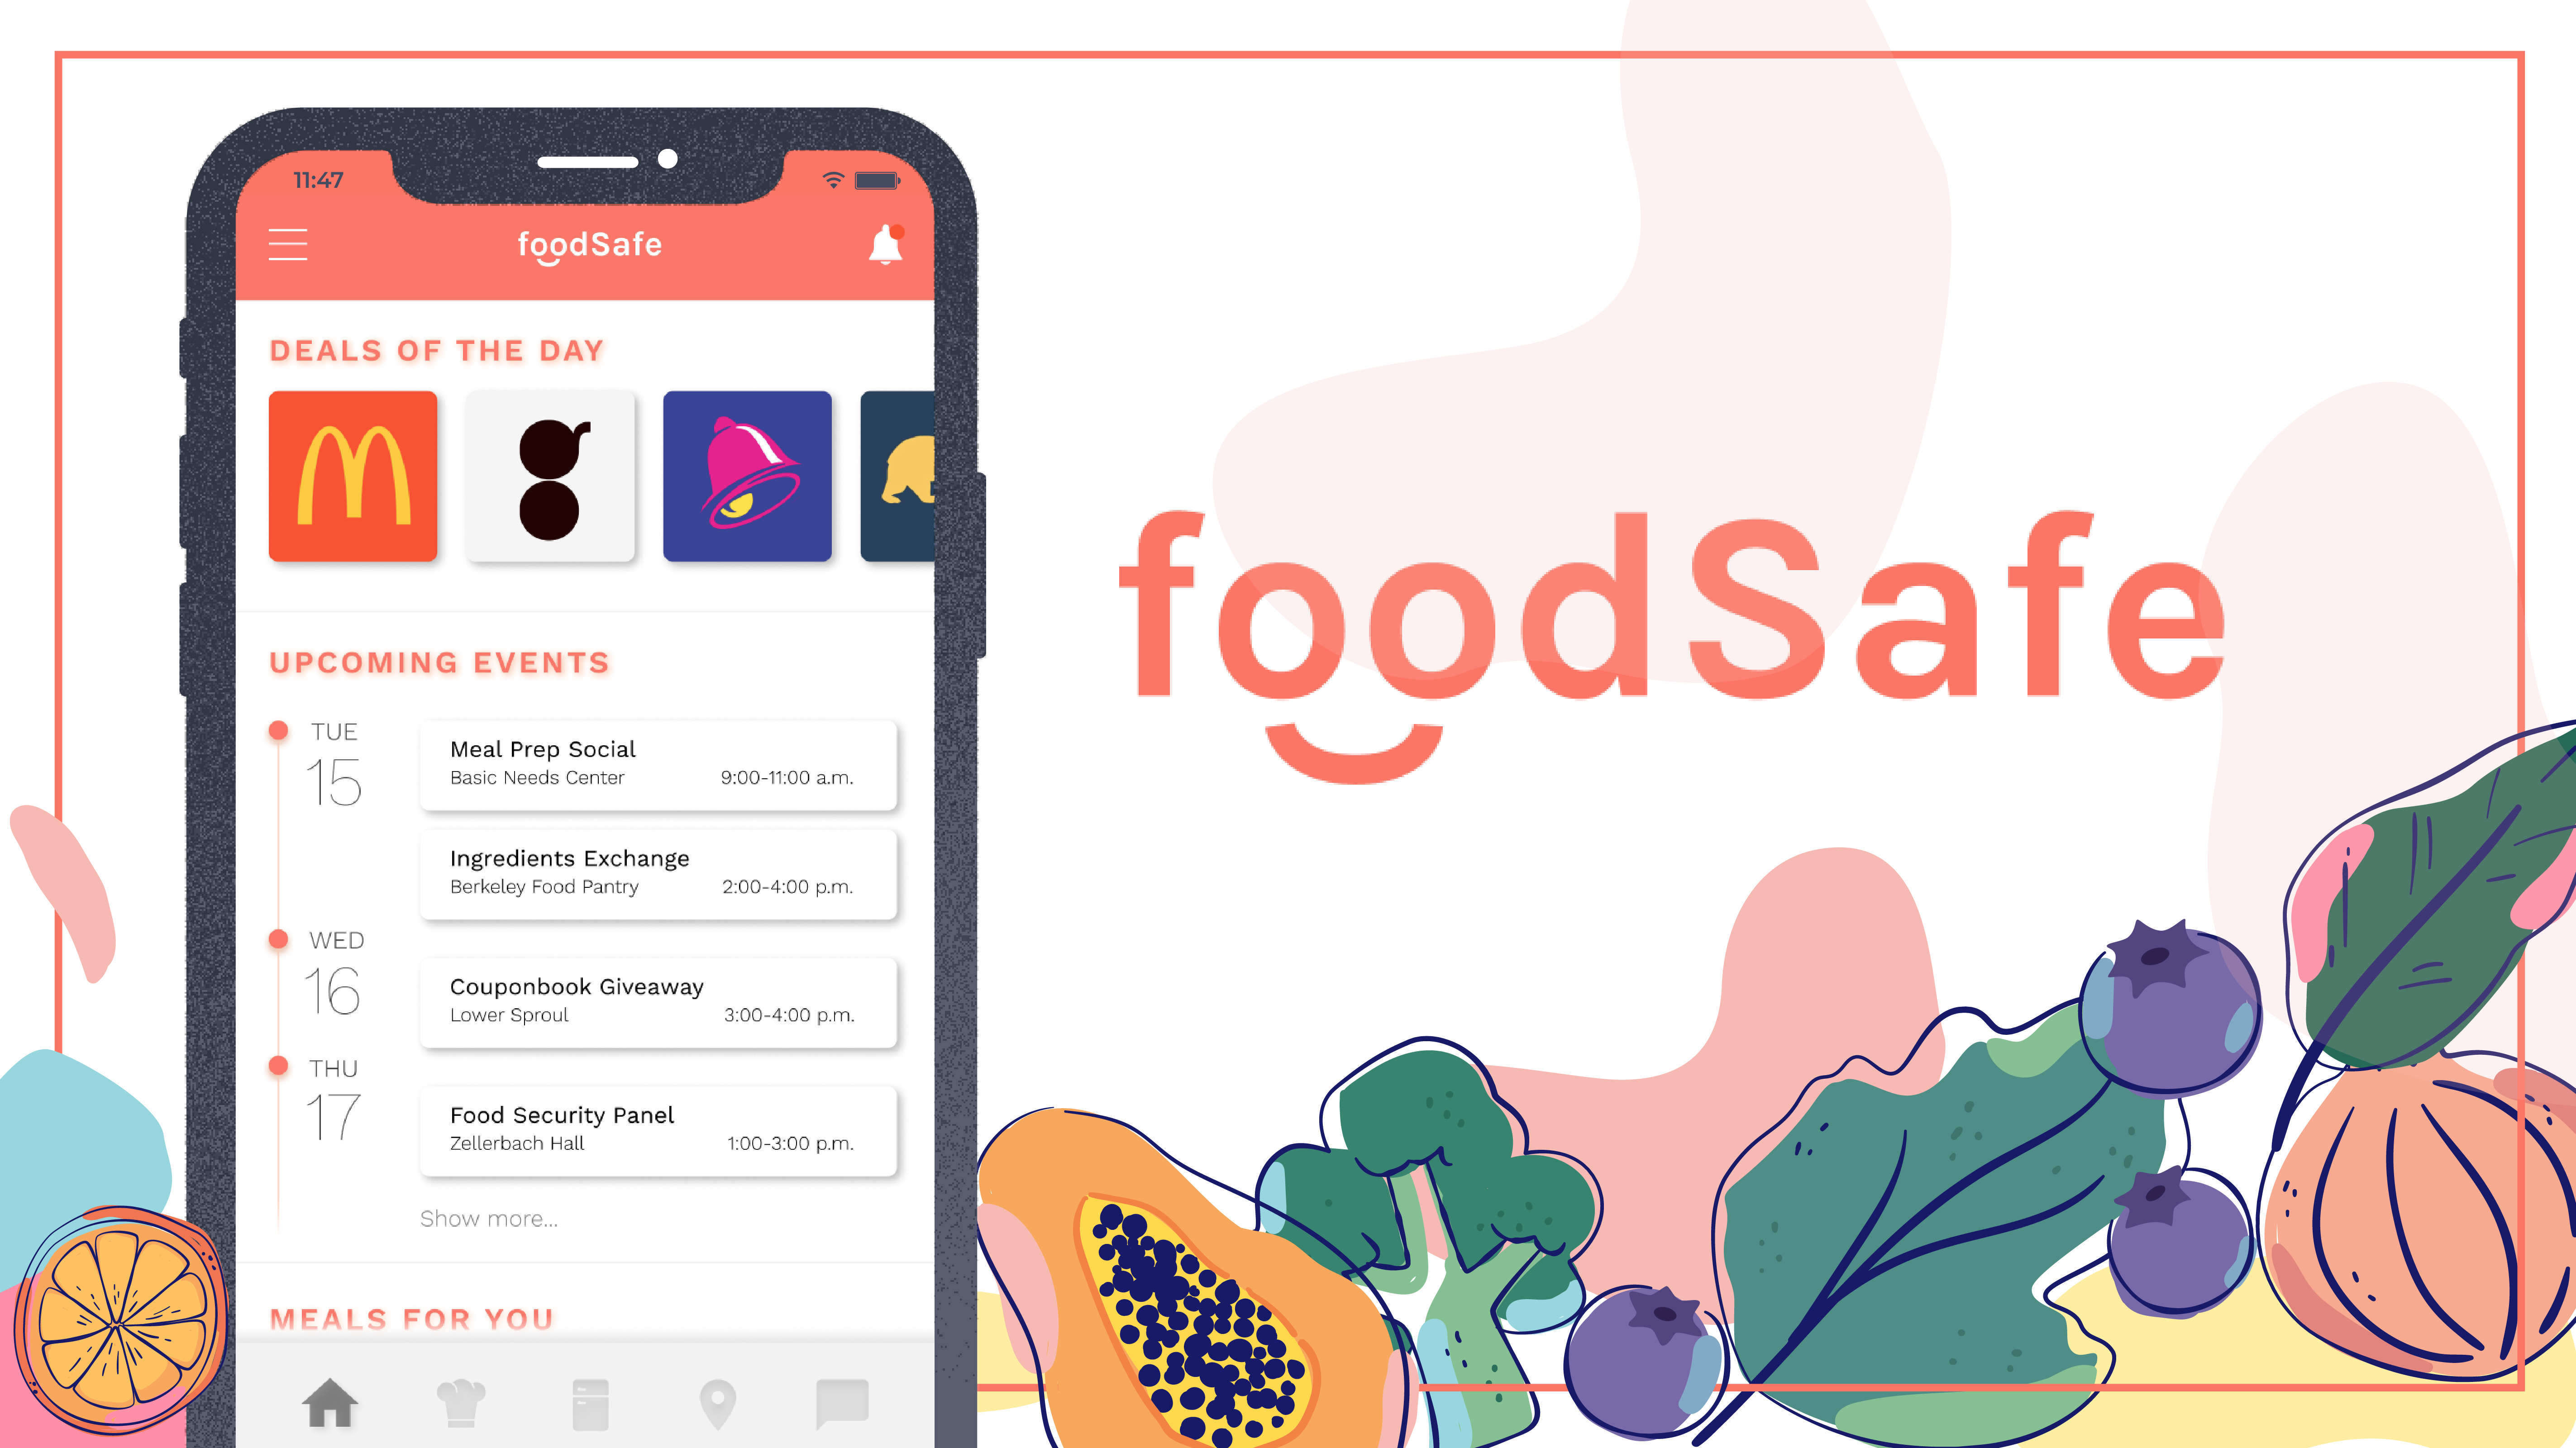 11:47
foodSafe
DEALS OF THE DAY
UPCOMING EVENTS
TUE
15
Meal Prep Social
Basic Needs Center 9:00-11:00 a.m.
Ingredients Exchange
Berkeley Food Pantry 2:00-4:00 p.m.
WED
16
Couponbook Giveaway
Lower Sproul 3:00-4:00 p.m.
THU
17
Food Security Panel
Zellerbach Hall 1:00-3:00 p.m.
Show more...
MEALS FOR YOU
foodSafe